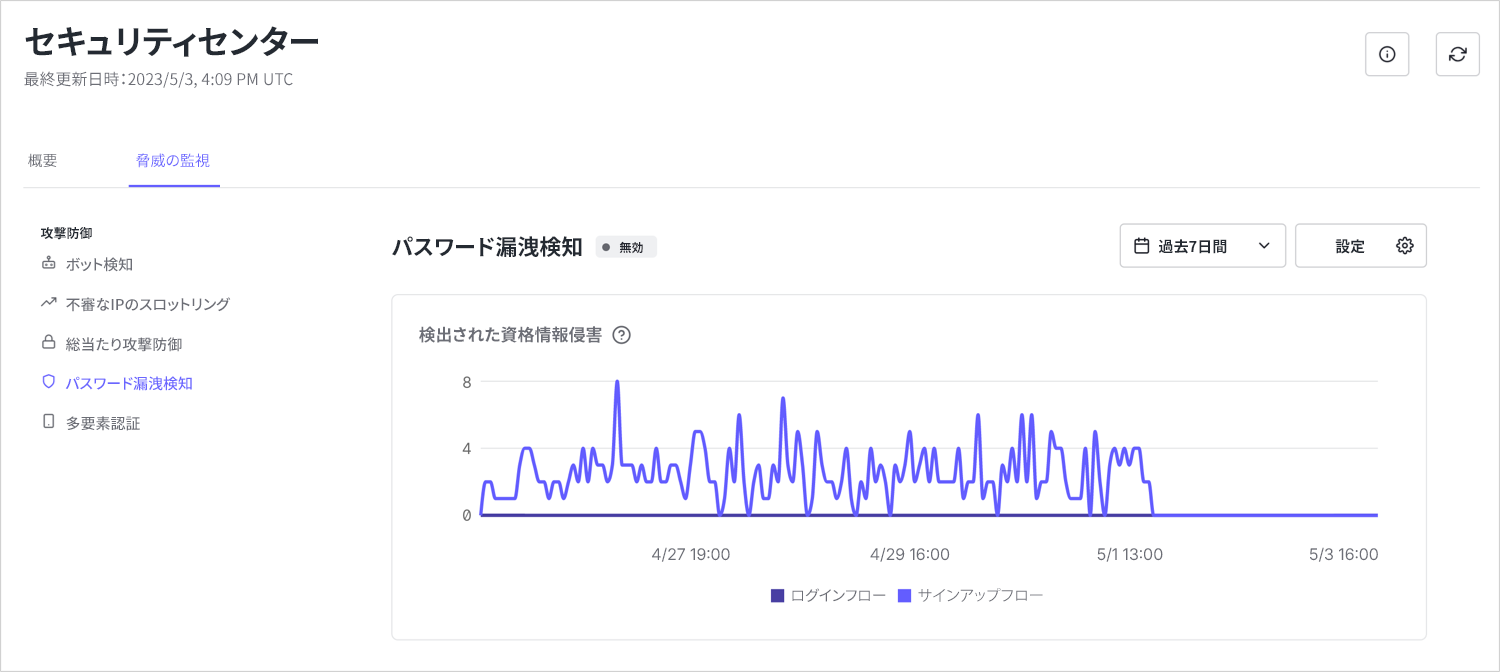 セキュリティセンター
最終更新日時：2023/5/3, 4:09 PM UTC
概要
脅威の監視
攻撃防御
ボット検知
不審なIPのスロットリング
総当たり攻撃防御
パスワード漏洩検知
多要素認証
パスワード漏洩検知
無効
過去7日間
設定
検出された資格情報侵害
8
4
0
4/27 19:00
4/29 16:00
5/1 13:00
5/3 16:00
ログインフロー
サインアップフロー